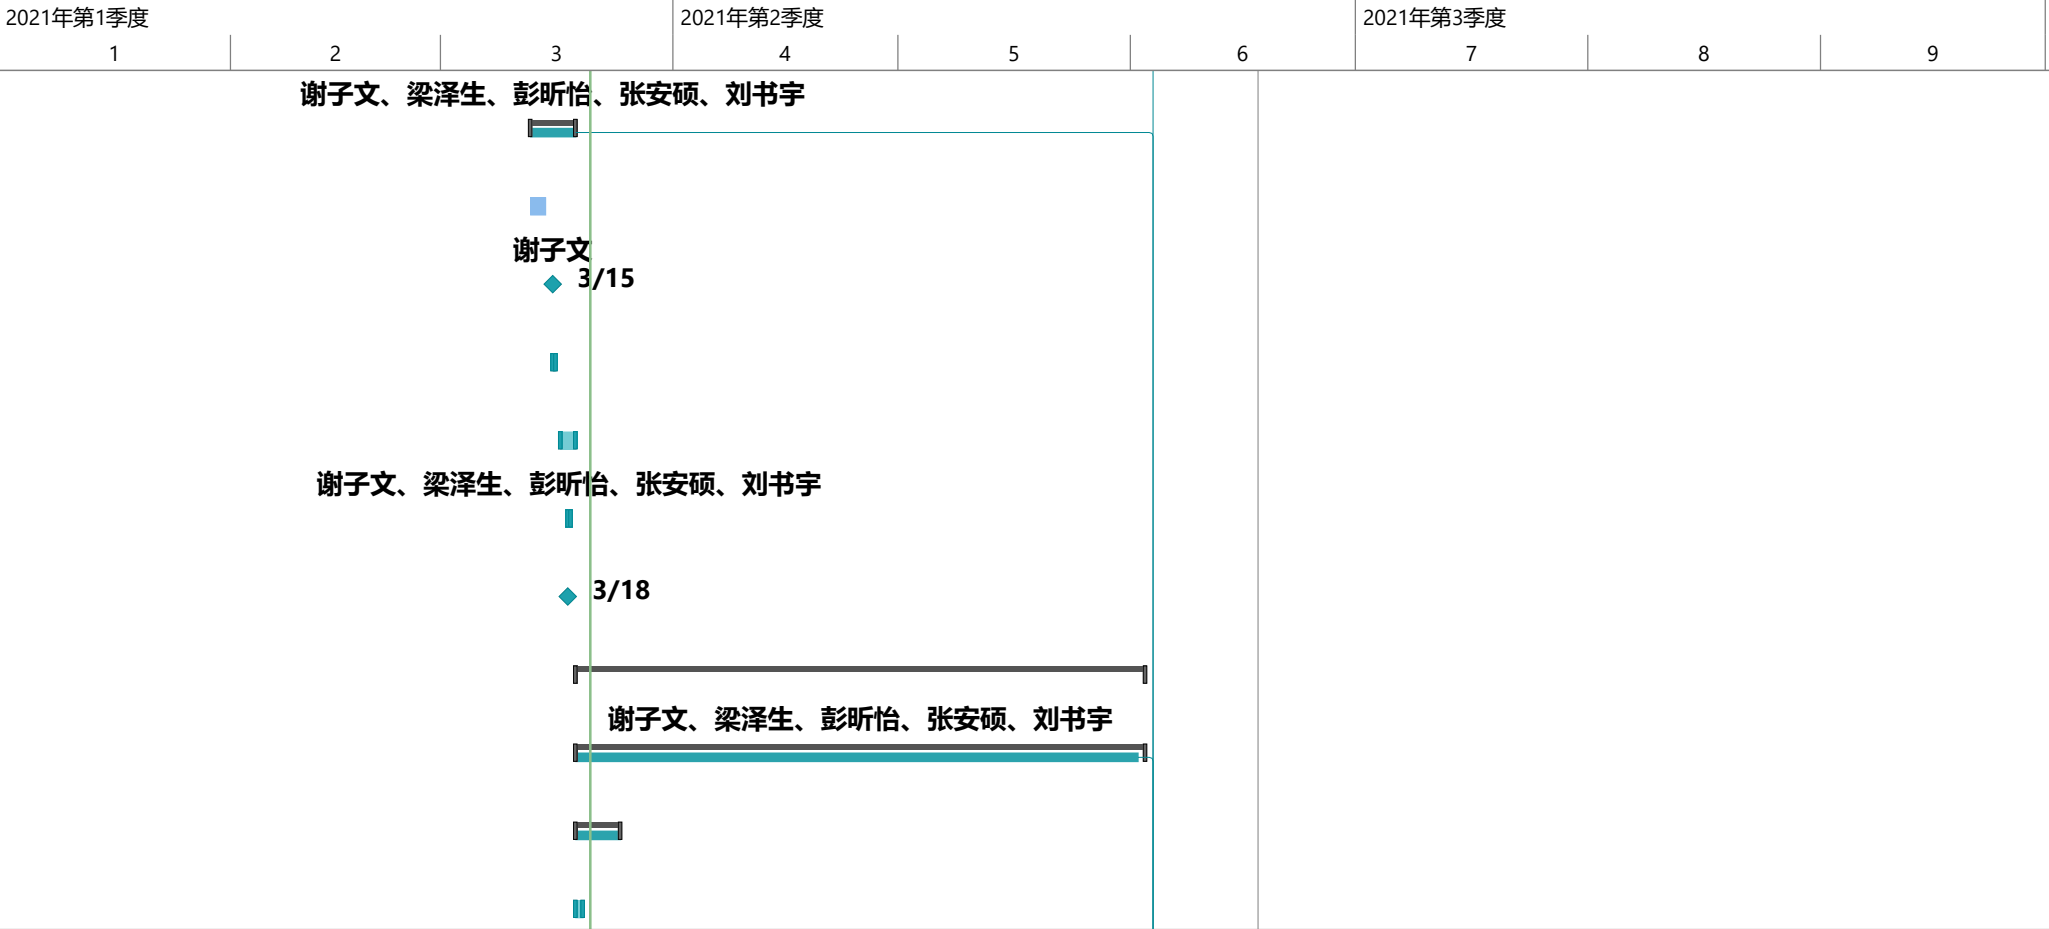 2021年第1季度 2021年第2季度 2021年第3季度
1 2 3 4 5 6 7 8 9
谢子文、梁泽生、彭昕怡、张安硕、刘书宇
谢子文
3/15
谢子文、梁泽生、彭昕怡、张安硕、刘书宇
3/18
谢子文、梁泽生、彭昕怡、张安硕、刘书宇